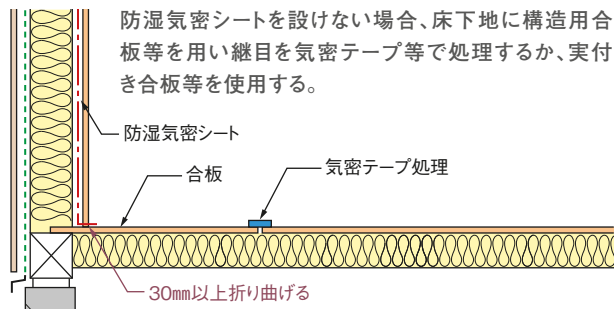 防湿気密シートを設けない場合、床下地に構造用合
板等を用い継目を気密テープ等で処理するか、実付
き合板等を使用する。
防湿気密シート
合板
気密テープ処理
30mm以上折り曲げる